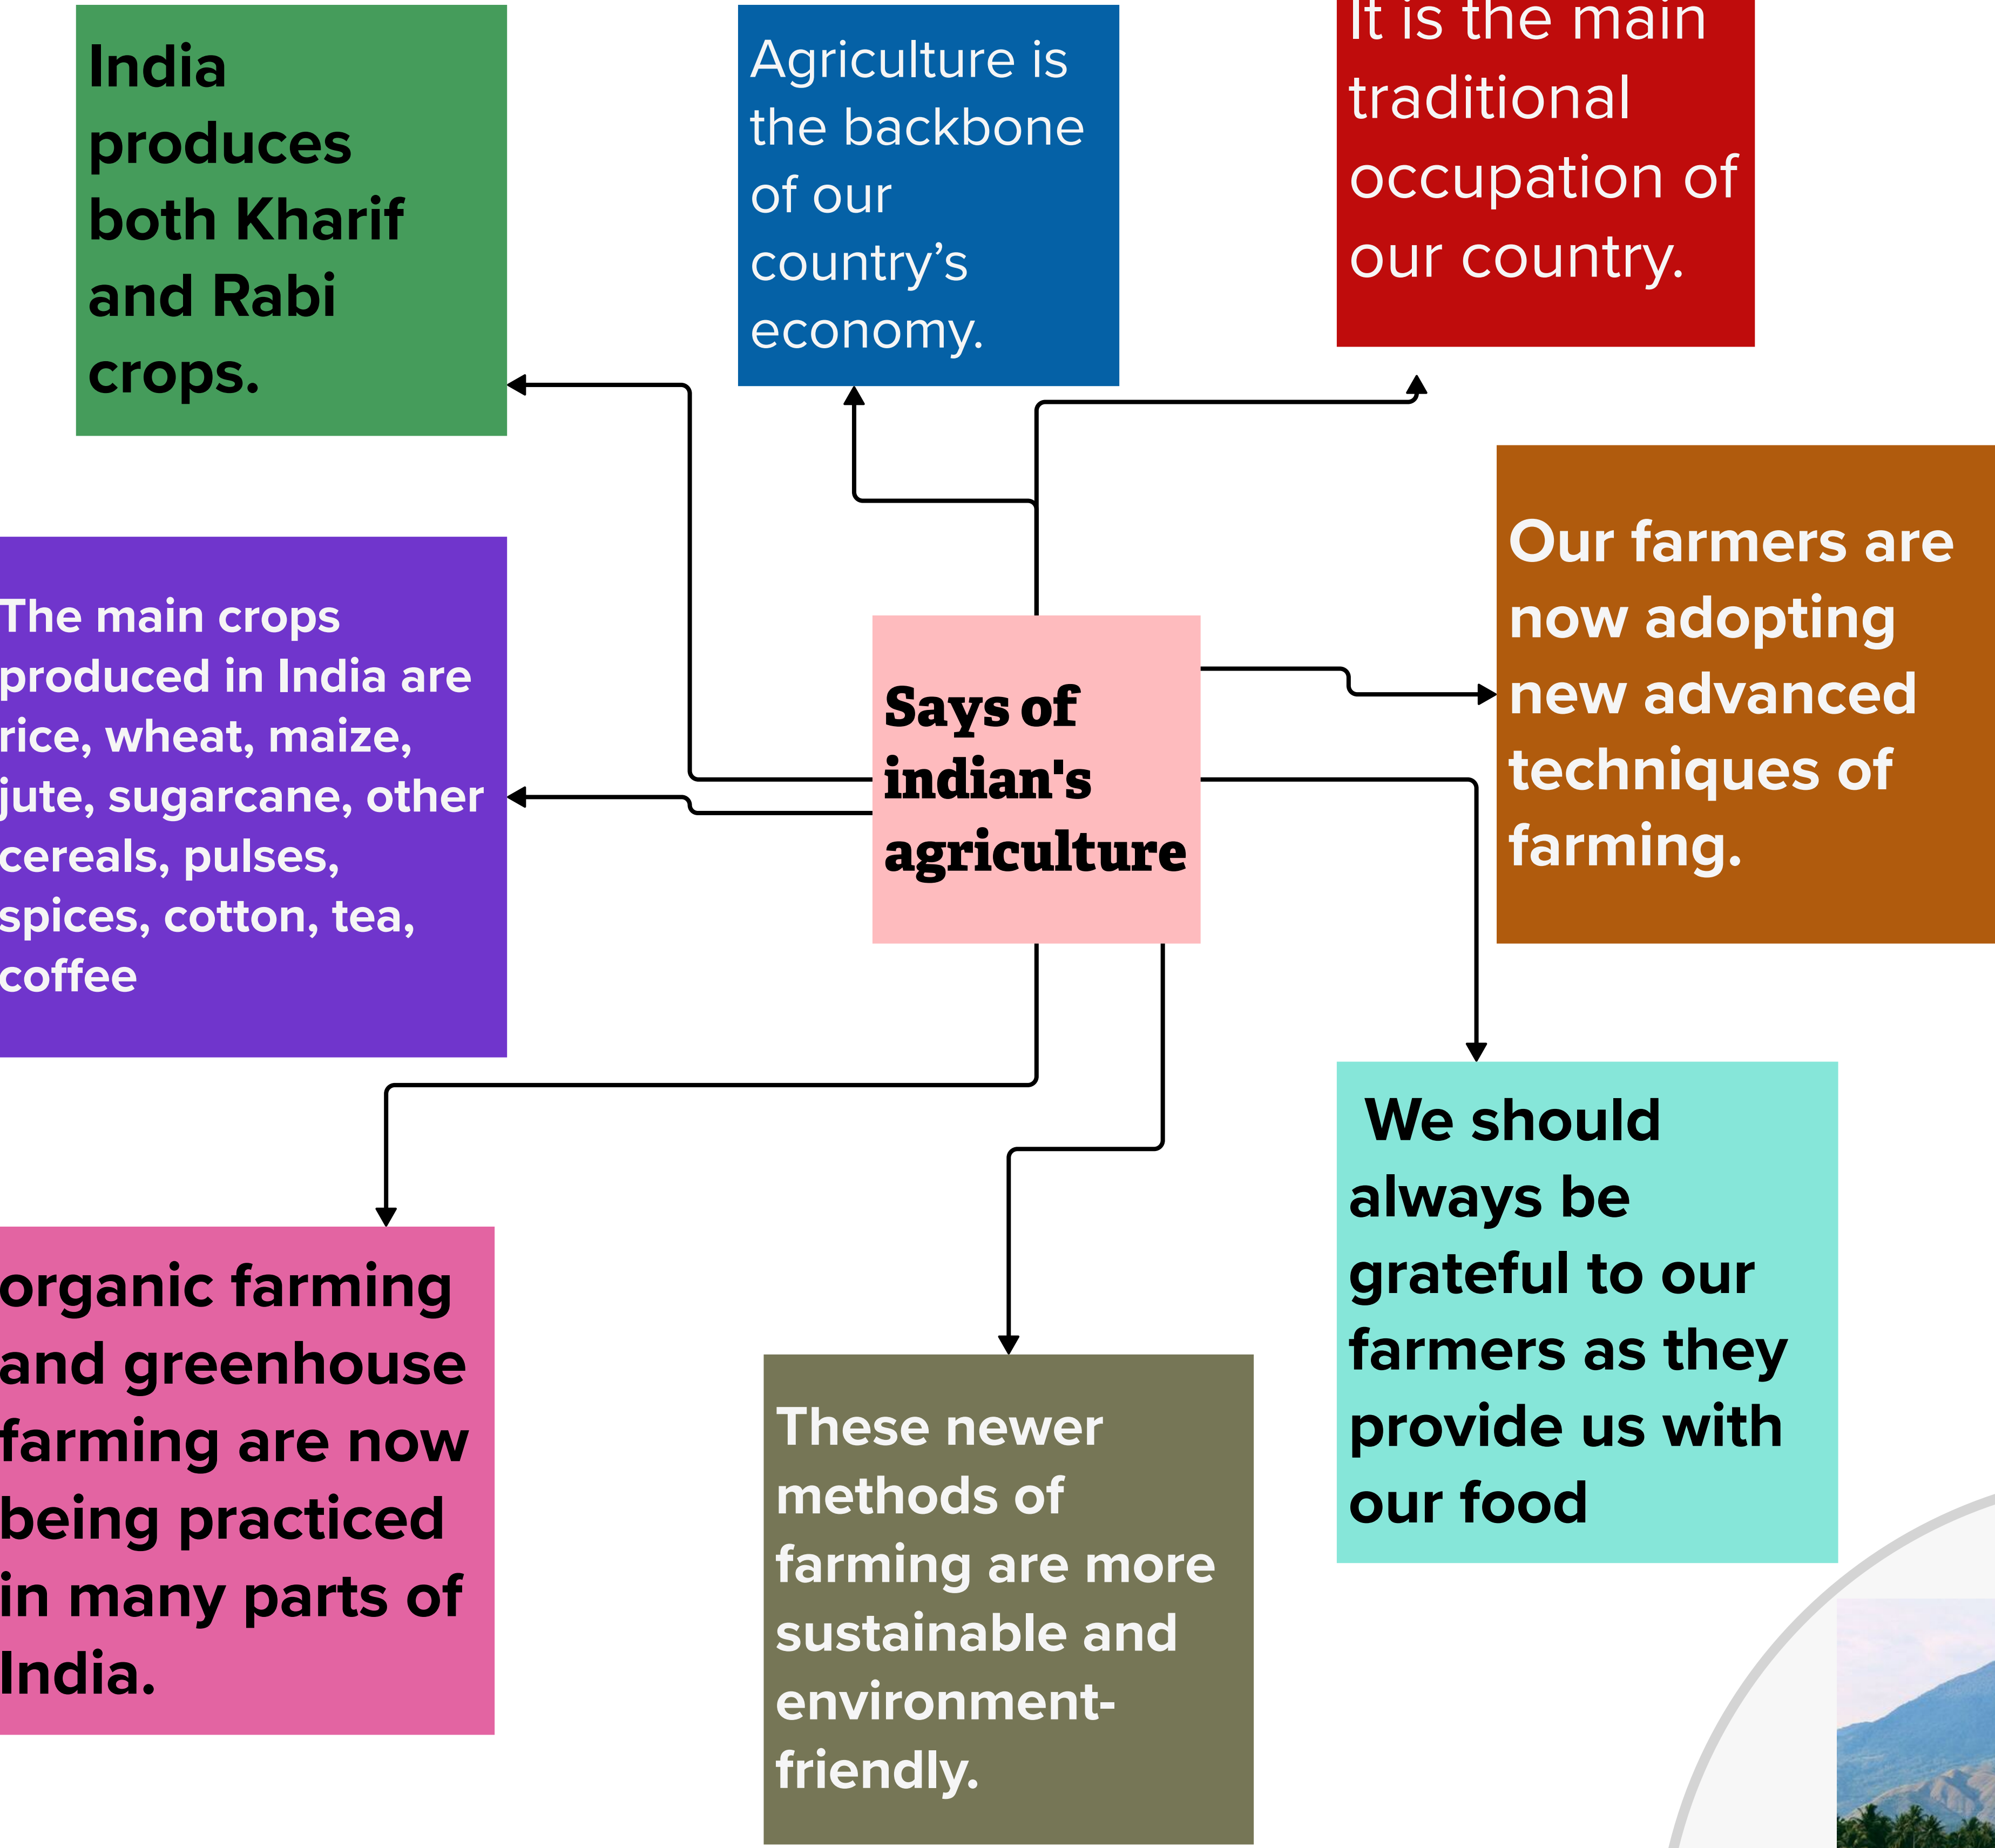 India
produces
both Kharif
and Rabi
crops.
Agriculture is
the backbone
of our
country’s
economy.
It is the main
traditional
occupation of
our country.
The main crops
produced in India are
rice, wheat, maize,
jute, sugarcane, other
cereals, pulses,
spices, cotton, tea,
coffee
Says of
indian's
agriculture
Our farmers are
now adopting
new advanced
techniques of
farming.
organic farming
and greenhouse
farming are now
being practiced
in many parts of
India.
These newer
methods of
farming are more
sustainable and
environment-
friendly.
We should
always be
grateful to our
farmers as they
provide us with
our food